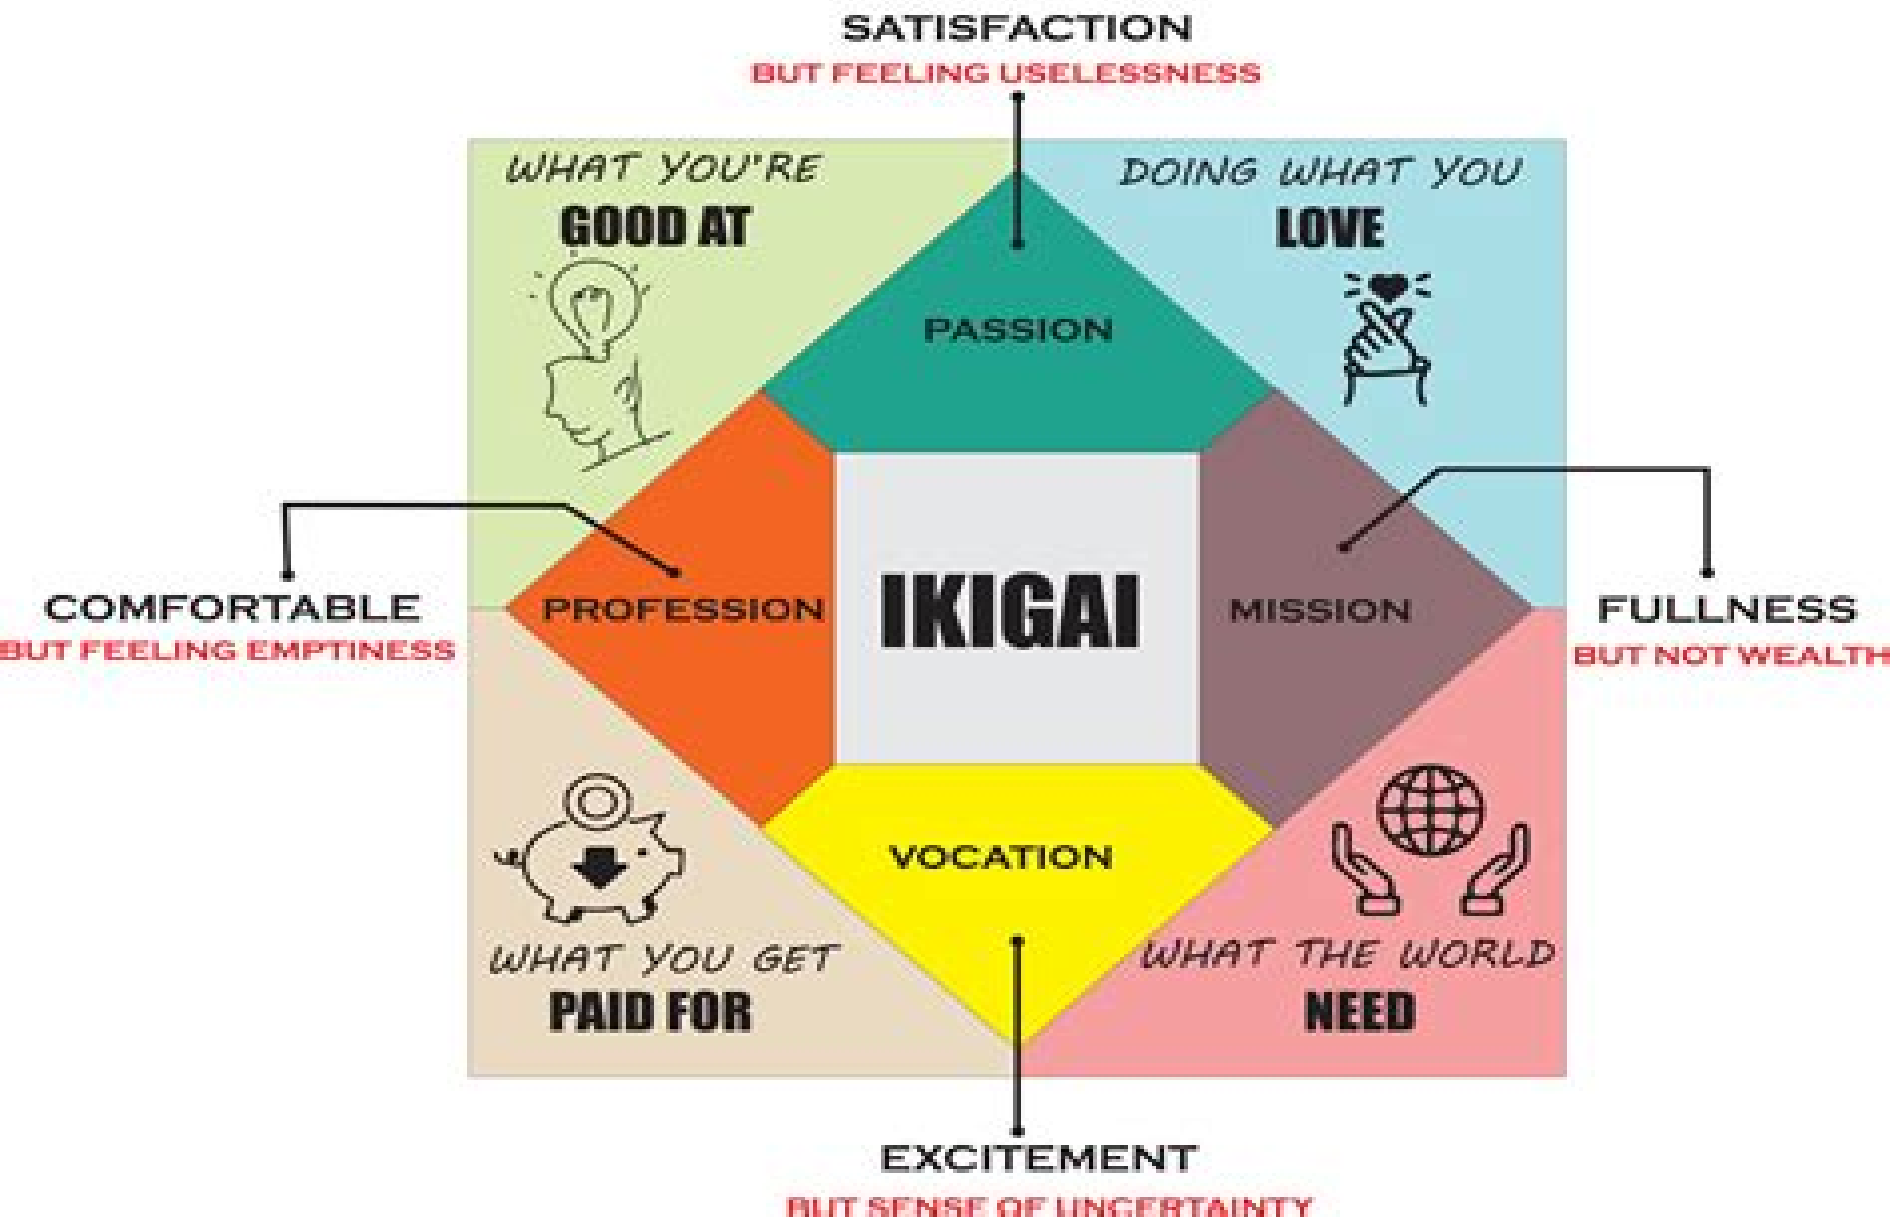 SATISFACTION
BUT FEELING USELESSNESS
WHAT YOU'RE
GOOD AT
DOING WHAT YOU
LOVE
PASSION
COMFORTABLE
BUT FEELING EMPTINESS
PROFESSION
IKIGAI
MISSION
FULLNESS
BUT NOT WEALTH
VOCATION
WHAT YOU GET
PAID FOR
WHAT THE WORLD
NEED
EXCITEMENT
BUT SENSE OF UNCERTAINTY